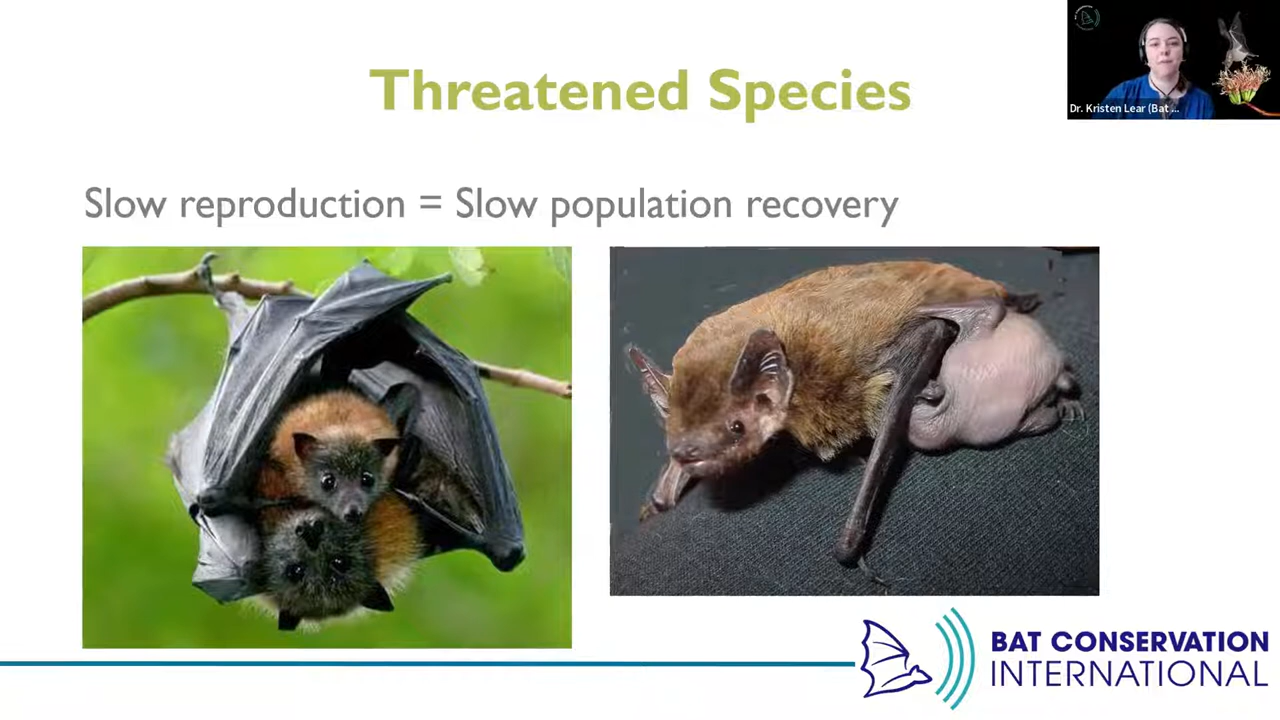 Threatened Species
Dr. Kristen Lear (Bat ...
Slow reproduction = Slow population recovery
BAT CONSERVATION
INTERNATIONAL